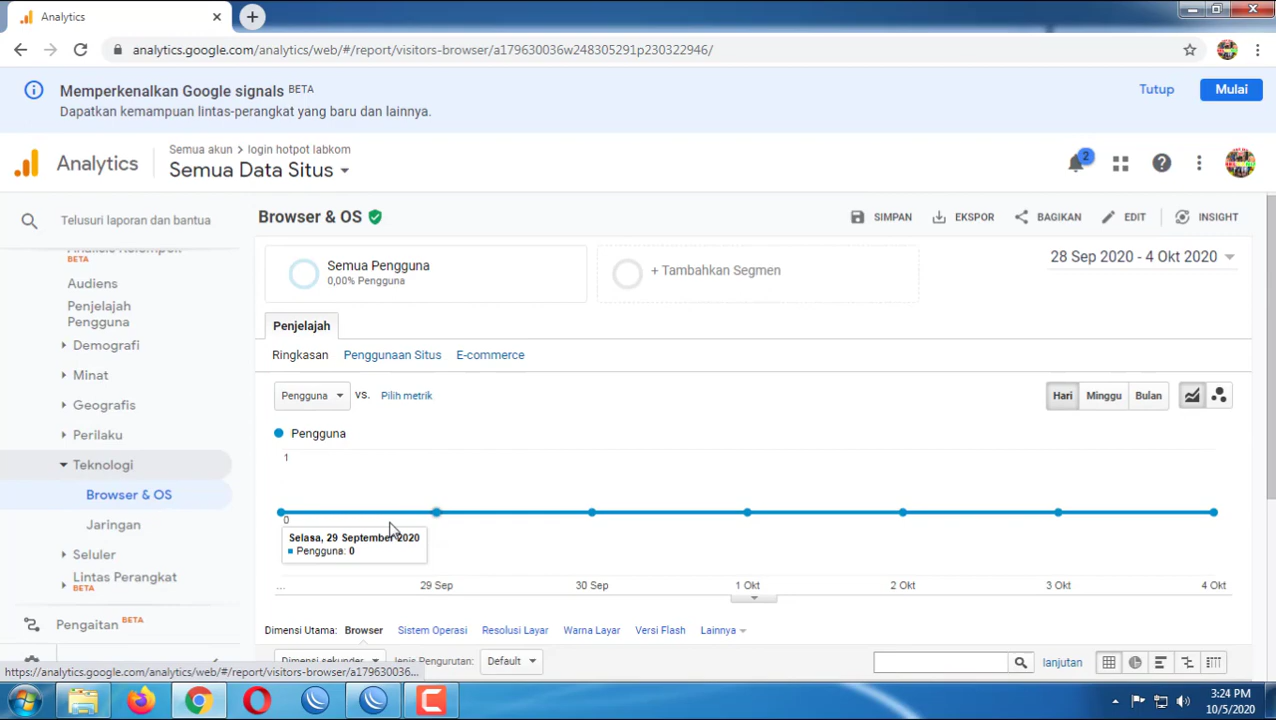 Analytics
analytics.google.com/analytics/web/#/report/visitors-browser/a179630036w248305291p230322946/
Memperkenalkan Google signals BETA
Dapatkan kemampuan lintas-perangkat yang baru dan lainnya.
Tutup
Mulai
Analytics
Semua akun > login hotpot labkom
Semua Data Situs
2
Telusuri laporan dan bantua
Browser & OS
SIMPAN
EKSPOR
BAGIKAN
EDIT
INSIGHT
Analisis Kelompok
BETA
Audiens
Penjelajah
Pengguna
Demografi
Minat
Geografis
Perilaku
Teknologi
Browser & OS
Jaringan
Seluler
Lintas Perangkat
BETA
Pengaitan BETA
Semua Pengguna
0,00% Pengguna
+ Tambahkan Segmen
28 Sep 2020 - 4 Okt 2020
Penjelajah
Ringkasan
Penggunaan Situs
E-commerce
Pengguna
vs.
Pilih metrik
Hari
Minggu
Bulan
Pengguna
1
0
Selasa, 29 September 2020
Pengguna: 0
...
29 Sep
30 Sep
1 Okt
2 Okt
3 Okt
4 Okt
Dimensi Utama:
Browser
Sistem Operasi
Resolusi Layar
Warna Layar
Versi Flash
Lainnya
Dimensi sekunder
Jenis Pengurutan:
Default
lanjutan
https://analytics.google.com/analytics/web/#/report/visitors-browser/a179630036...
3:24 PM
10/5/2020